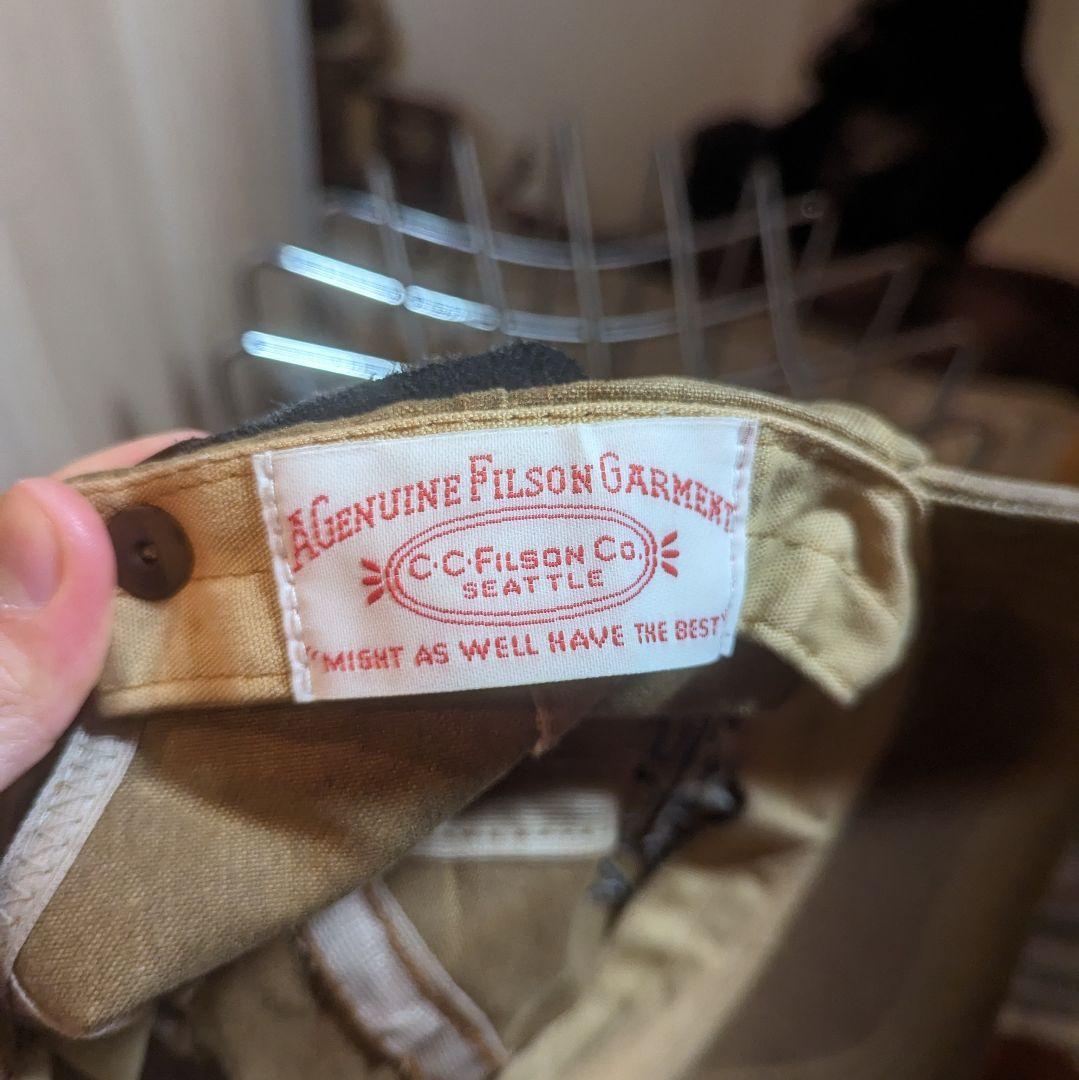 A GENUINE FILSON GARMENT
C·C·FILSON CO.
SEATTLE
"MIGHT AS WELL HAVE THE BEST"